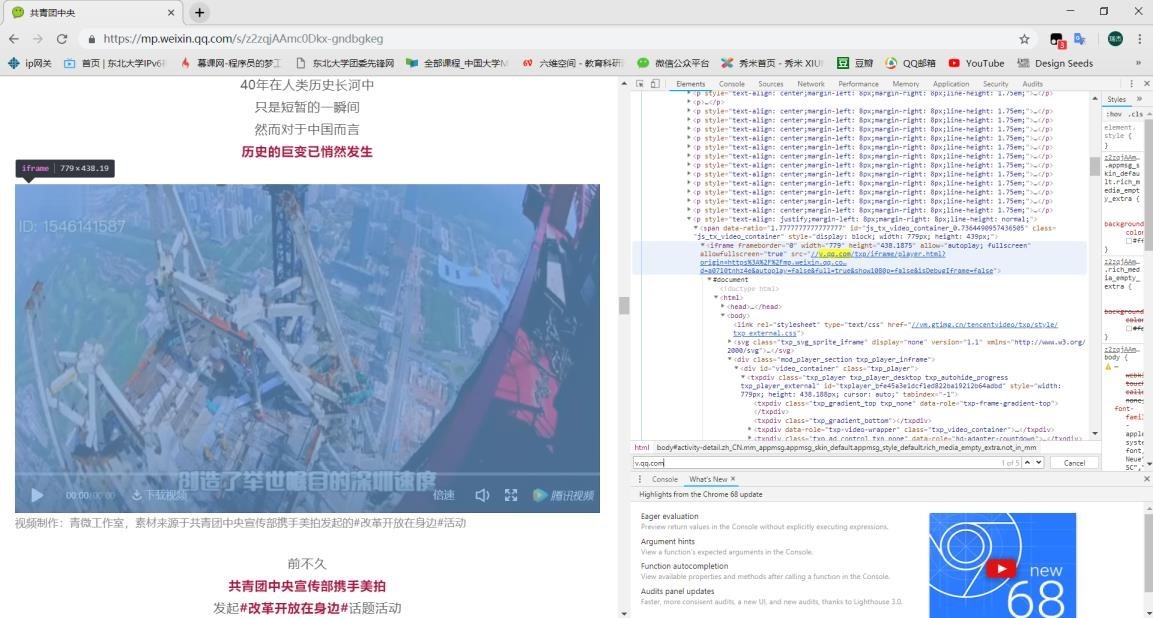 共青团中央
https://mp.weixin.qq.com/s/z2zqjAAmc0Dkx-gndbgkeg
ip网关
首页 | 东北大学IPv6
慕课网-程序员的梦工
东北大学团委先锋网
全部课程_中国大学M
六维空间 - 教育科研
微信公众平台
秀米首页 - 秀米 XIU
豆瓣
QQ邮箱
YouTube
Design Seeds
»
40年在人类历史长河中
只是短暂的一瞬间
然而对于中国而言
历史的巨变已悄然发生
iframe | 779×438.19
ID: 1546141587
创造了举世瞩目的深圳速度
00:00/00:00 下载视频 倍速 腾讯视频
视频制作：青微工作室，素材来源于共青团中央宣传部携手美拍发起的#改革开放在身边#活动
前不久
共青团中央宣传部携手美拍
发起#改革开放在身边#话题活动
Elements Console Sources Network Performance Memory Application Security Audits
<p style="text-align: center;margin-left: 8px;margin-right: 8px;line-height: 1.75em;">…</p>
<p>…</p>
<p style="text-align: center;margin-left: 8px;margin-right: 8px;line-height: 1.75em;">…</p>
<p style="text-align: center;margin-left: 8px;margin-right: 8px;line-height: 1.75em;">…</p>
<p style="text-align: center;margin-left: 8px;margin-right: 8px;line-height: 1.75em;">…</p>
<p style="text-align: center;margin-left: 8px;margin-right: 8px;line-height: 1.75em;">…</p>
<p style="text-align: center;margin-left: 8px;margin-right: 8px;line-height: 1.75em;">…</p>
<p style="text-align: center;margin-left: 8px;margin-right: 8px;line-height: 1.75em;">…</p>
<p style="text-align: center;margin-left: 8px;margin-right: 8px;line-height: 1.75em;">…</p>
<p style="text-align: center;margin-left: 8px;margin-right: 8px;line-height: 1.75em;">…</p>
<p style="text-align: center;margin-left: 8px;margin-right: 8px;line-height: 1.75em;">…</p>
<p style="text-align: center;margin-left: 8px;margin-right: 8px;line-height: 1.75em;">…</p>
<p style="text-align: justify;margin-left: 8px;margin-right: 8px;line-height: normal;">
<span data-ratio="1.7777777777777777" id="js_tx_video_container_0.7364490957436505" class=
"js_tx_video_container" style="display: block; width: 779px; height: 439px;">
<iframe frameborder="0" width="779" height="438.1875" allow="autoplay; fullscreen"
allowfullscreen="true" src="//v.qq.com/txp/iframe/player.html?
origin=https%3A%2F%2Fmp.weixin.qq.co…
d=a0710tnhz4e&autoplay=false&full=true&show1080p=false&isDebugIframe=false">
#document
<!doctype html>
<html>
<head>…</head>
<body>
<link rel="stylesheet" type="text/css" href="//vm.gtimg.cn/tencentvideo/txp/style/
txp_external.css">
<svg class="txp_svg_sprite_iframe" display="none" version="1.1" xmlns="http://www.w3.org/
2000/svg">…</svg>
<div class="mod_player_section txp_player_inframe">
<div id="video_container" class="txp_player">
<txpdiv class="txp_player txp_player_desktop txp_autohide_progress
txp_player_external" id="txplayer_bfe45a3e1dcf1ed822ba19212b64adbd" style="width:
779px; height: 438.188px; cursor: auto;" tabindex="-1">
<txpdiv class="txp_gradient_top txp_none" data-role="txp-frame-gradient-top">
</txpdiv>
<txpdiv class="txp_gradient_bottom"></txpdiv>
<txpdiv data-role="txp-video-wrapper" class="txp_video_container">…</txpdiv>
<txpdiv class="txp_ad_control txp_none" data-role="hd-adapter-countdown">…</txpdiv>
html body#activity-detail.zh_CN.mm_appmsg.appmsg_skin_default.appmsg_style_default.rich_media_empty_extra.not_in_mm
v.qq.com 1 of 5 Cancel
Styles »
:hov .cls
element.
style {
}
z2zqjAAm…
.appmsg_s
kin_defau
lt.rich_m
edia_empt
y_extra {
background
color
#ff
}
z2zqjAAm…
.rich_med
ia_empty_
extra {
background
color
}
z2zqjAAm…
body {
font-
famil
apple
syste
font,
Neue"
SC",
Console What's New
Highlights from the Chrome 68 update
Eager evaluation
Preview return values in the Console without explicitly executing expressions.
Argument hints
View a function's expected arguments in the Console.
Function autocompletion
View available properties and methods after calling a function in the Console.
Audits panel updates
Faster, more consistent audits, a new UI, and new audits, thanks to Lighthouse 3.0.
new
68